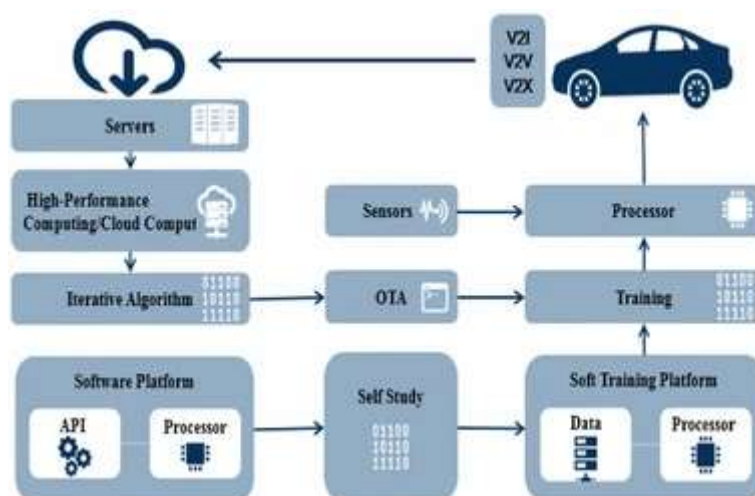 V2I
V2V
V2X
Servers
High-Performance
Computing/Cloud Comput
Sensors
Processor
Iterative Algorithm
01100
10110
11110
OTA
Training
01100
10110
11110
Software Platform
API
Processor
Self Study
01100
10110
11110
Soft Training Platform
Data
Processor